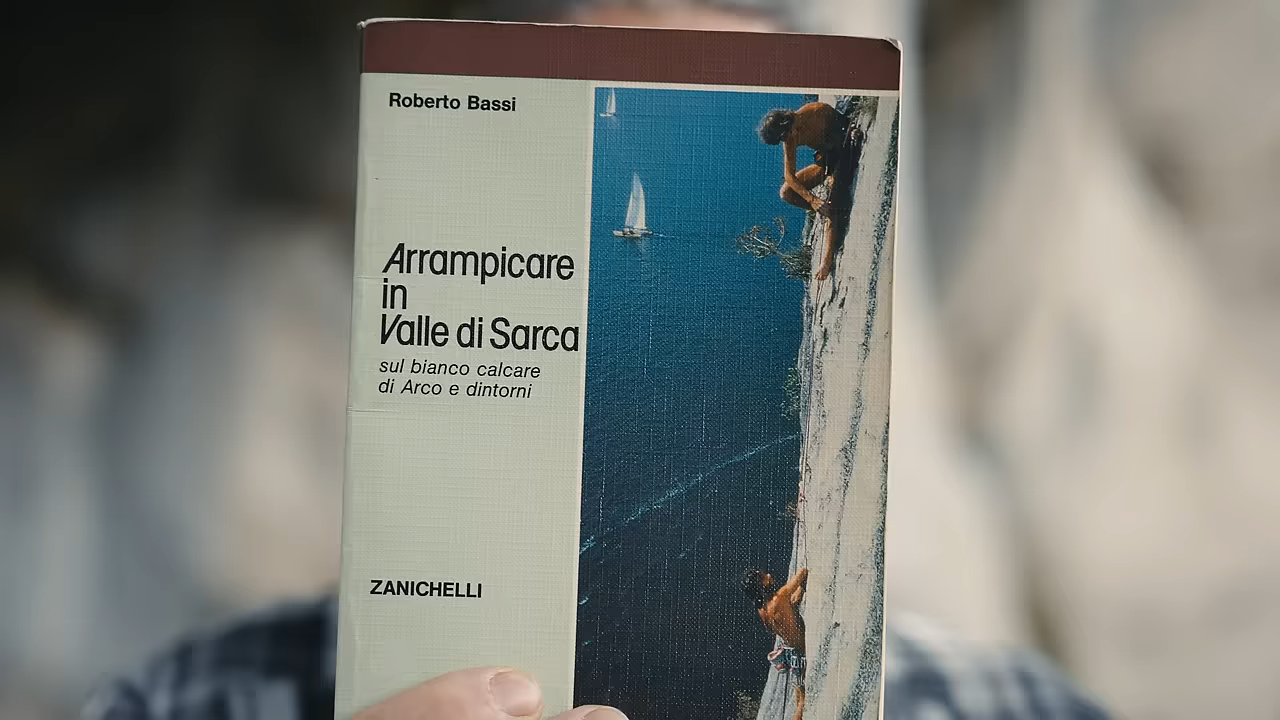 Roberto Bassi
Arrampicare
in
Valle di Sarca
sul bianco calcare
di Arco e dintorni
ZANICHELLI